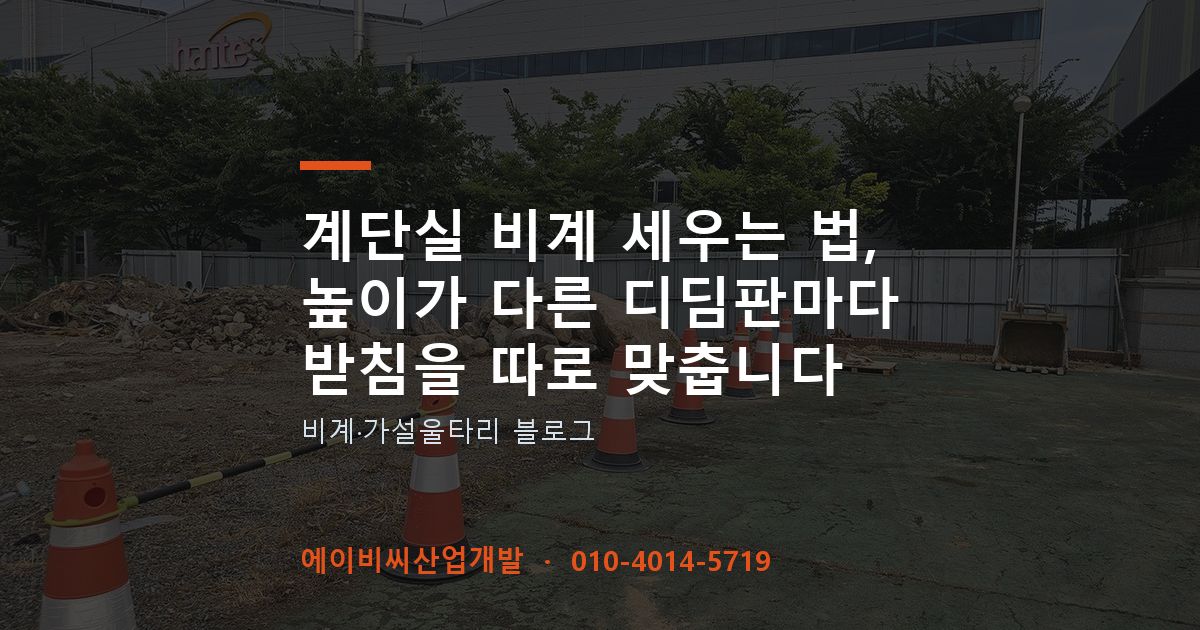 hantes
계단실 비계 세우는 법,
높이가 다른 디딤판마다
받침을 따로 맞춥니다
비계·가설울타리 블로그
에이비씨산업개발 · 010-4014-5719